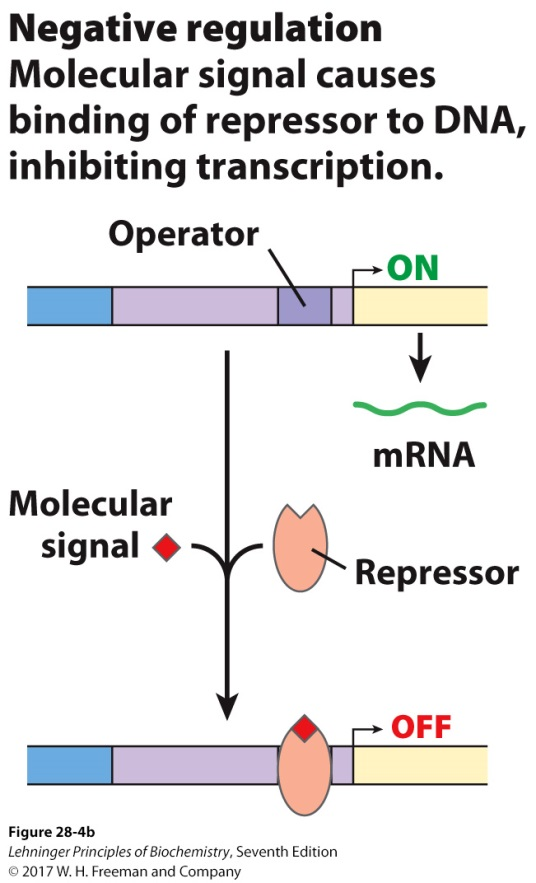 Negative regulation
Molecular signal causes
binding of repressor to DNA,
inhibiting transcription.
Operator
ON
mRNA
Molecular
signal
Repressor
OFF
Figure 28-4b
Lehninger Principles of Biochemistry, Seventh Edition
© 2017 W. H. Freeman and Company